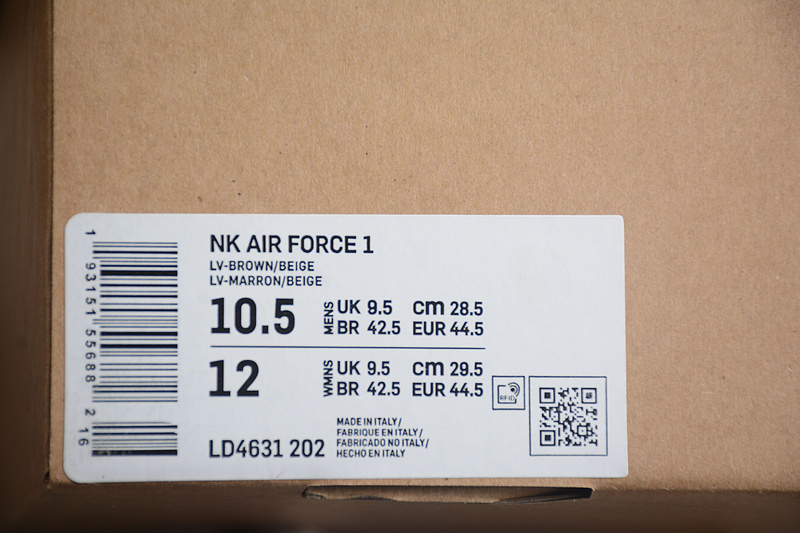 NK AIR FORCE 1
LV-BROWN/BEIGE
LV-MARRON/BEIGE
10.5 MENS UK 9.5 cm 28.5
BR 42.5 EUR 44.5
12 WMNS UK 9.5 cm 29.5
BR 42.5 EUR 44.5
RFID
LD4631 202
MADE IN ITALY/
FABRIQUE EN ITALY/
FABRICADO NO ITALY/
HECHO EN ITALY
1 93151 55688 2 16